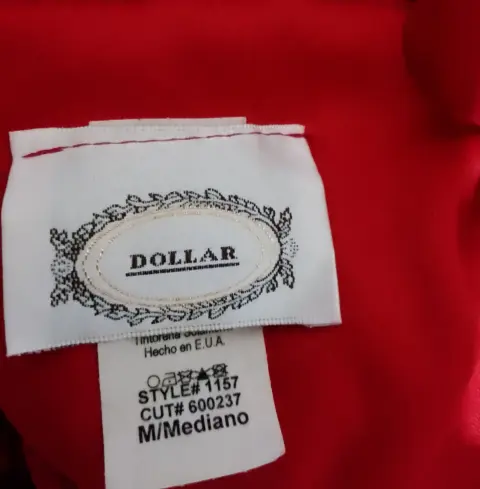 DOLLAR
Hecho en E.U.A.
STYLE# 1157
CUT# 600237
M/Mediano